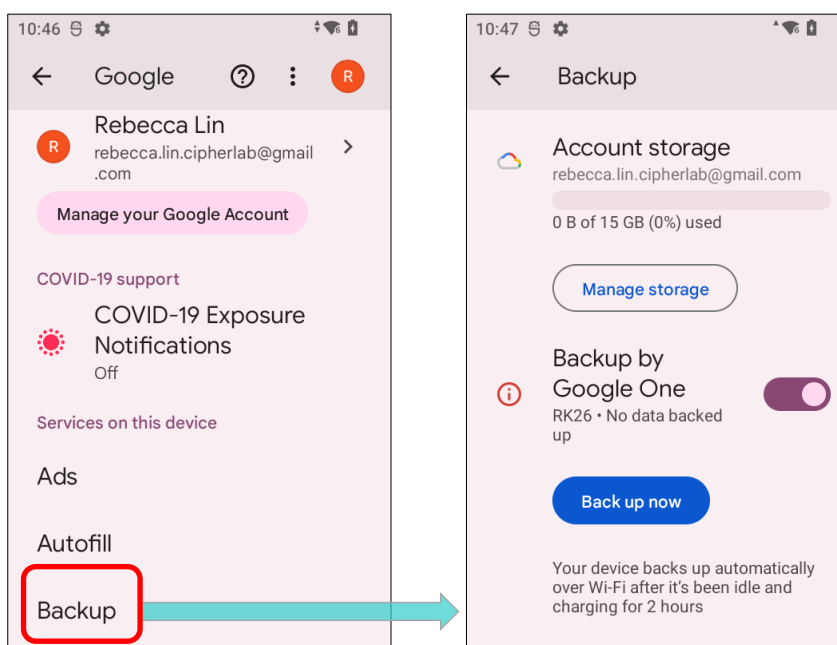 10:46
Google
R
R
Rebecca Lin
rebecca.lin.cipherlab@gmail
.com
Manage your Google Account
COVID-19 support
COVID-19 Exposure
Notifications
Off
Services on this device
Ads
Autofill
Backup
10:47
Backup
Account storage
rebecca.lin.cipherlab@gmail.com
0 B of 15 GB (0%) used
Manage storage
Backup by
Google One
RK26 • No data backed
up
Back up now
Your device backs up automatically
over Wi-Fi after it's been idle and
charging for 2 hours